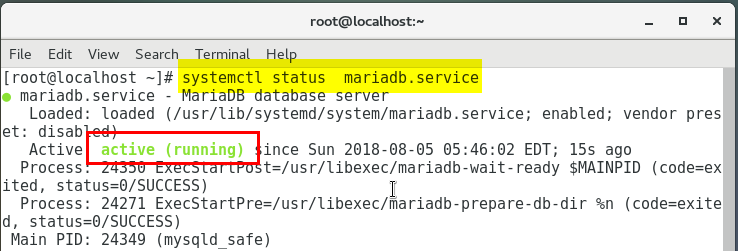 root@localhost:~
File Edit View Search Terminal Help
[root@localhost ~]# systemctl status  mariadb.service
● mariadb.service - MariaDB database server
   Loaded: loaded (/usr/lib/systemd/system/mariadb.service; enabled; vendor pres
et: disabled)
   Active active (running) since Sun 2018-08-05 05:46:02 EDT; 15s ago
  Process: 24350 ExecStartPost=/usr/libexec/mariadb-wait-ready $MAINPID (code=ex
ited, status=0/SUCCESS)
  Process: 24271 ExecStartPre=/usr/libexec/mariadb-prepare-db-dir %n (code=exite
d, status=0/SUCCESS)
 Main PID: 24349 (mysqld_safe)